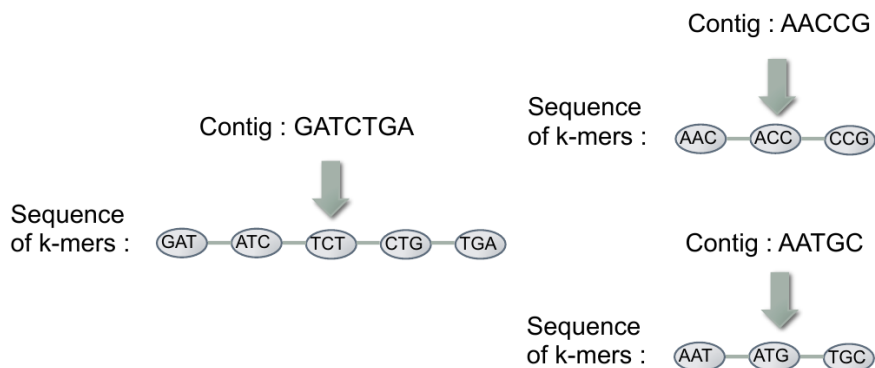 Contig : GATCTGA
Sequence
of k-mers :
GAT ATC TCT CTG TGA
Contig : AACCG
Sequence
of k-mers :
AAC ACC CCG
Contig : AATGC
Sequence
of k-mers :
AAT ATG TGC